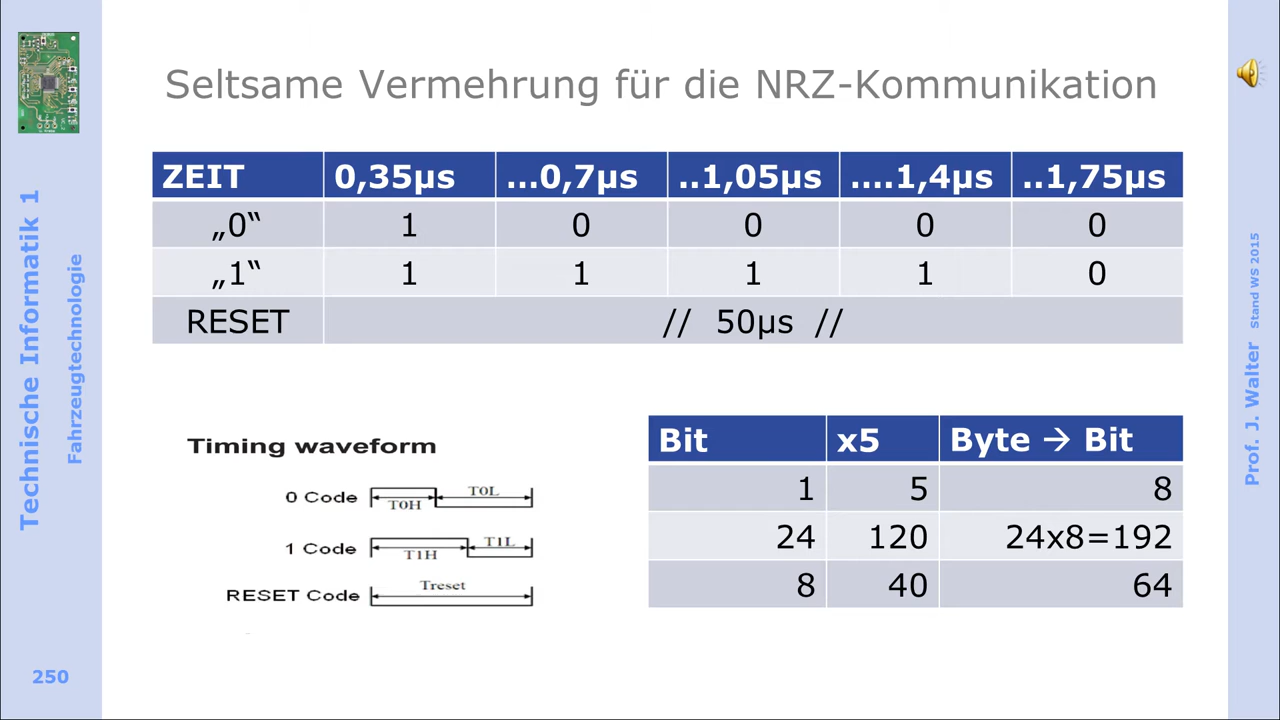 Seltsame Vermehrung für die NRZ-Kommunikation
ZEIT 0,35µs ...0,7µs ..1,05µs ....1,4µs ..1,75µs
„0“ 1 0 0 0 0
„1“ 1 1 1 1 0
RESET // 50µs //
Timing waveform
0 Code T0H T0L
1 Code T1H T1L
RESET Code Treset
Bit x5 Byte → Bit
1 5 8
24 120 24x8=192
8 40 64
Technische Informatik 1
Fahrzeugtechnologie
250
Prof. J. Walter Stand WS 2015